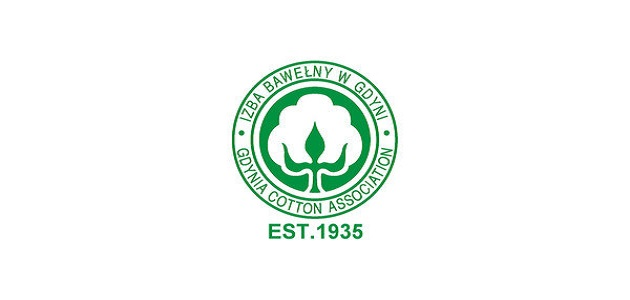 IZBA BAWEŁNY W GDYNI
GDYNIA COTTON ASSOCIATION
EST.1935